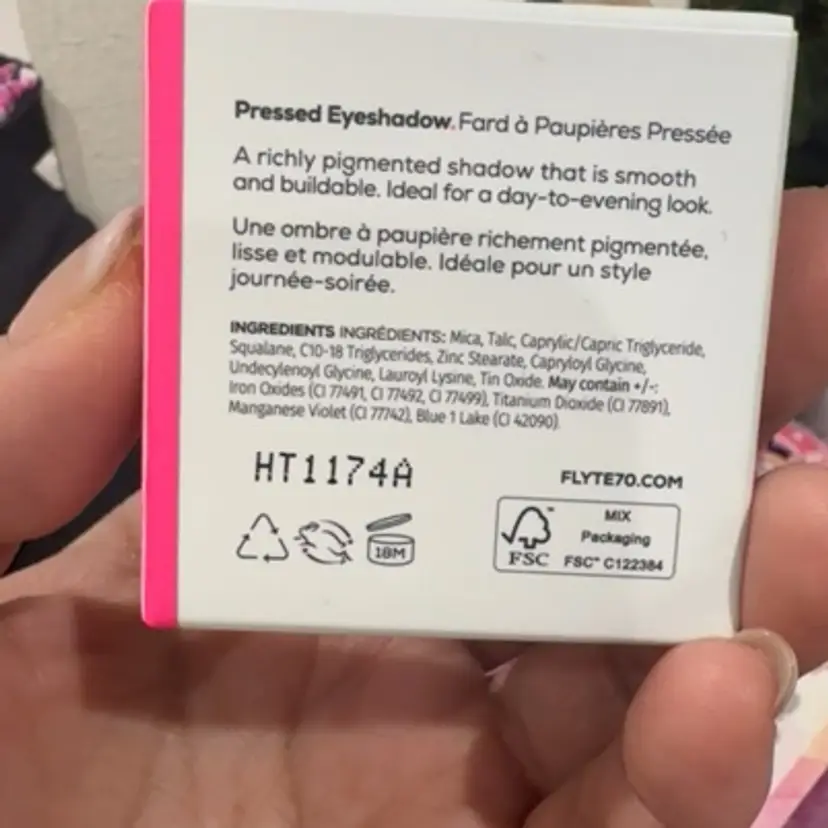 Pressed Eyeshadow. Fard à Paupières Pressée
A richly pigmented shadow that is smooth
and buildable. Ideal for a day-to-evening look.
Une ombre à paupière richement pigmentée,
lisse et modulable. Idéale pour un style
journée-soirée.
INGREDIENTS INGRÉDIENTS: Mica, Talc, Caprylic/Capric Triglyceride,
Squalane, C10-18 Triglycerides, Zinc Stearate, Capryloyl Glycine,
Undecylenoyl Glycine, Lauroyl Lysine, Tin Oxide. May contain +/-:
Iron Oxides (CI 77491, CI 77492, CI 77499), Titanium Dioxide (CI 77891),
Manganese Violet (CI 77742), Blue 1 Lake (CI 42090).
HT1174A
FLYTE70.COM
18M
FSC
MIX
Packaging
FSC™ C122384